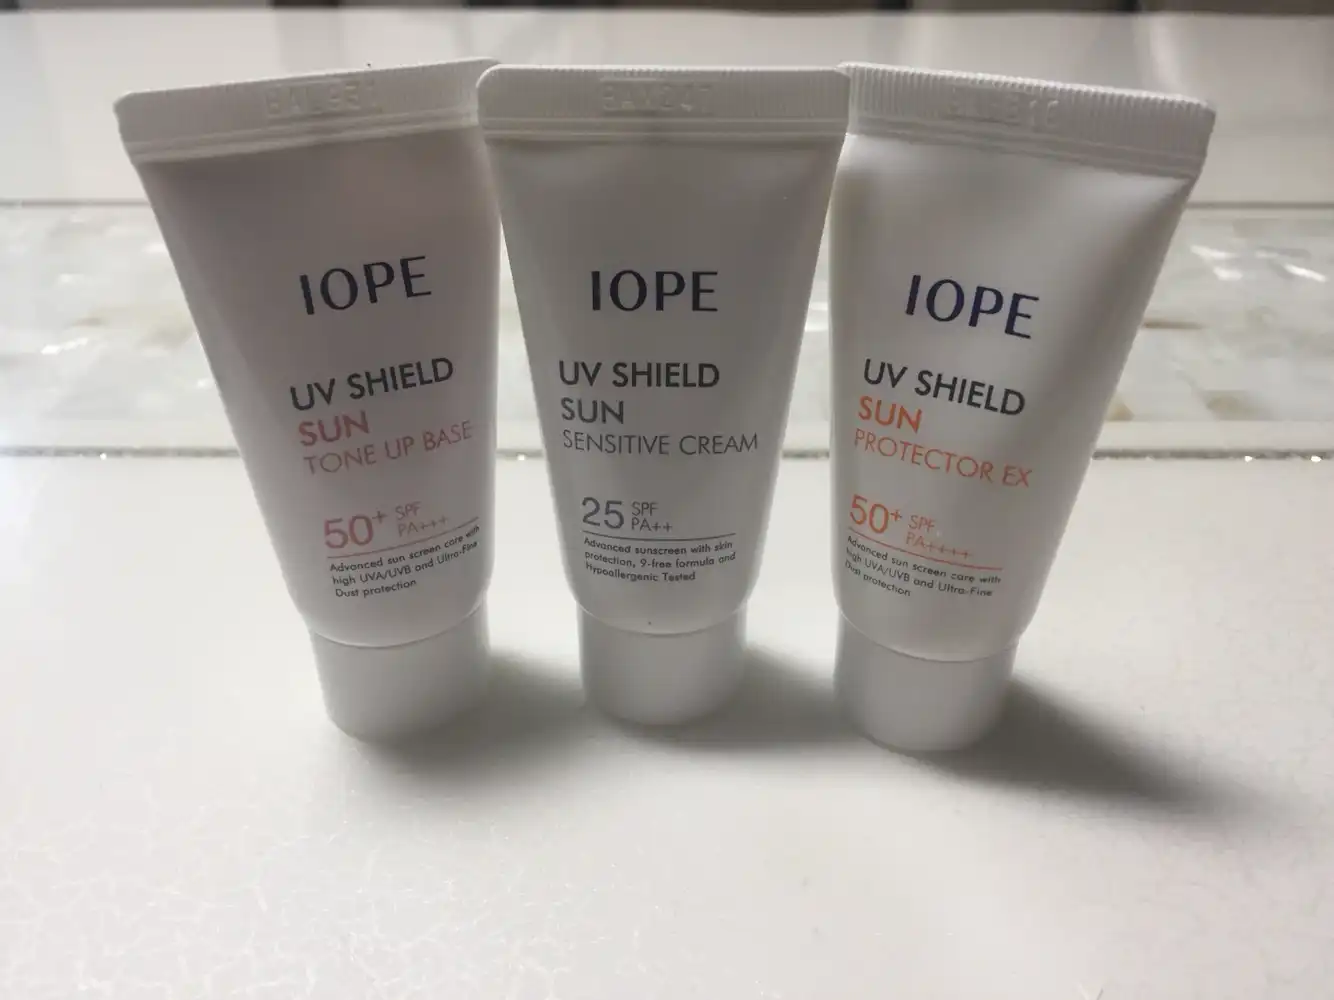 IOPE
UV SHIELD
SUN
TONE UP BASE
50+ SPF
PA+++
Advanced sun screen care with
high UVA/UVB and Ultra-Fine
Dust protection
IOPE
UV SHIELD
SUN
SENSITIVE CREAM
25 SPF
PA++
Advanced sunscreen with skin
protection, 9-free formula and
Hypoallergenic Tested
IOPE
UV SHIELD
SUN
PROTECTOR EX
50+ SPF
PA++++
Advanced sun screen care with
high UVA/UVB and Ultra-Fine
Dust protection